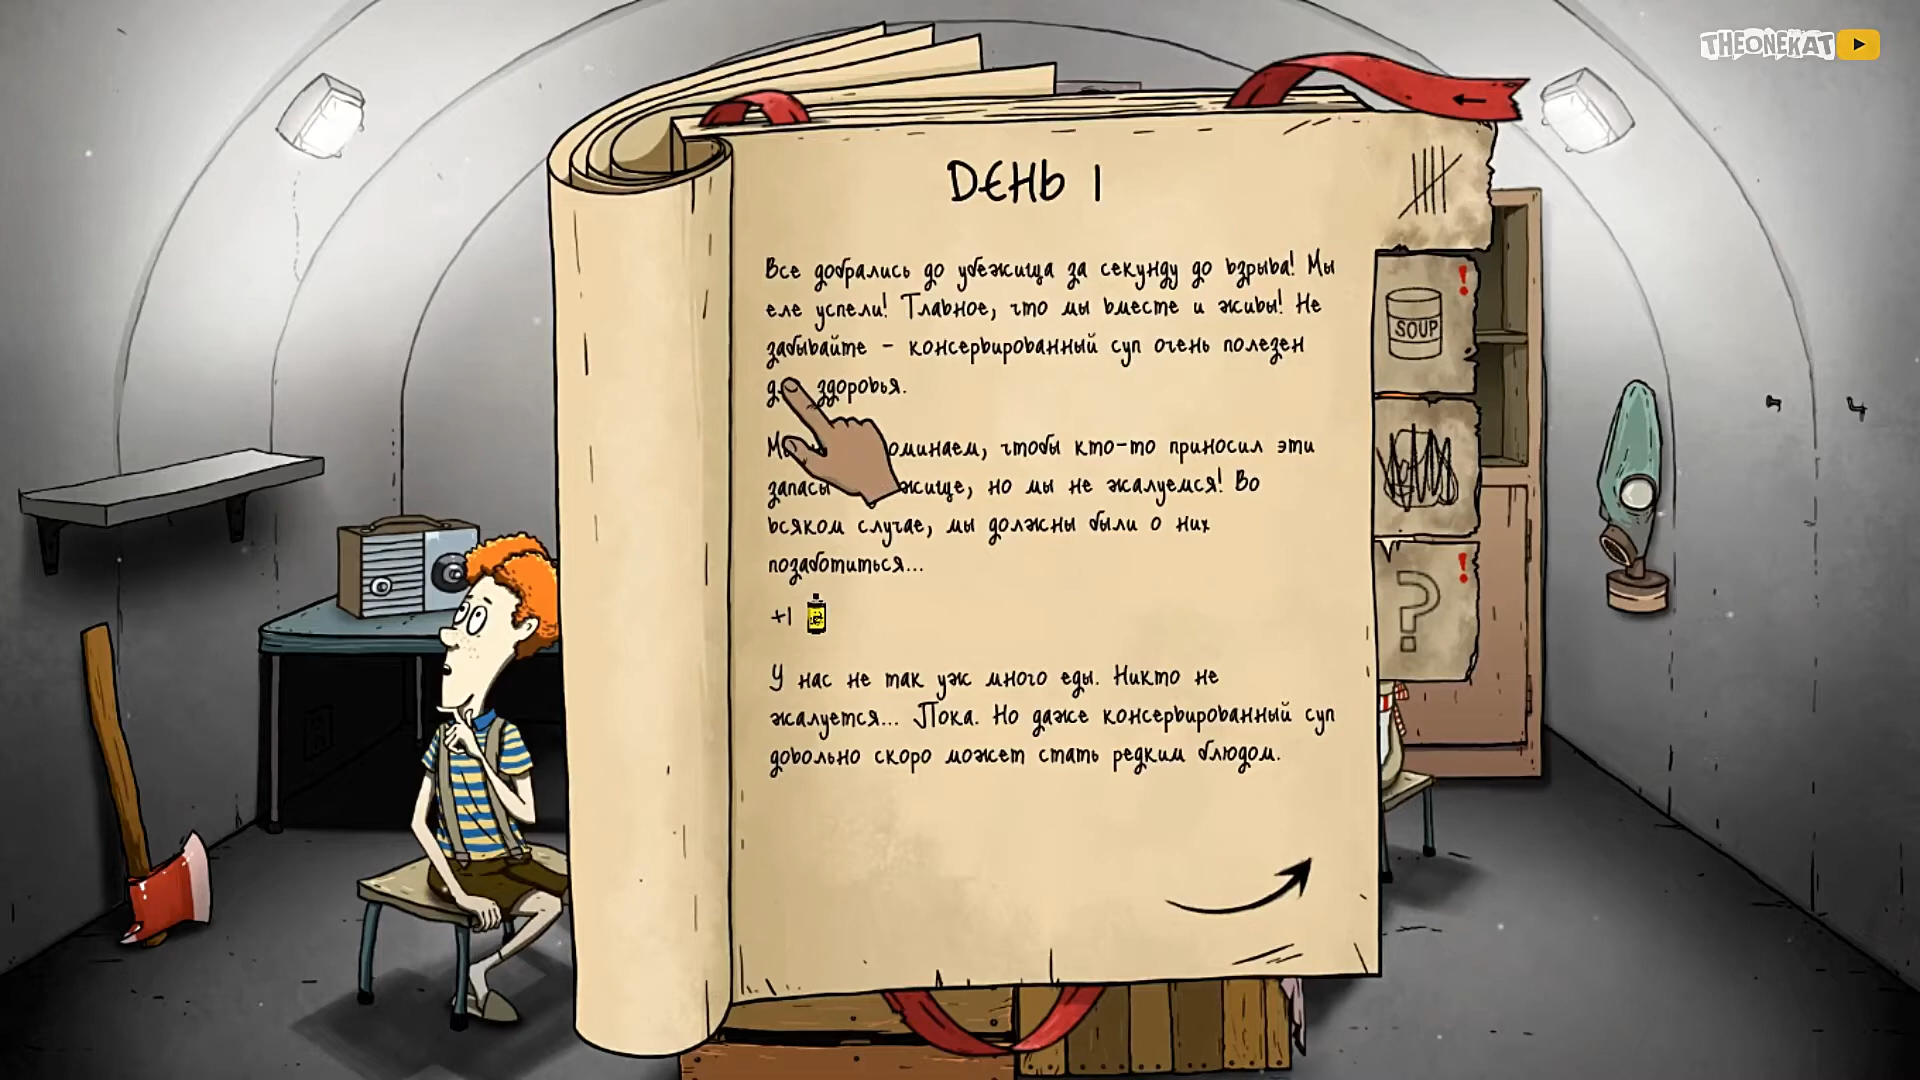 THEONEKAT
ДЕНЬ 1
Все добрались до убежища за секунду до взрыва! Мы
еле успели! Главное, что мы вместе и живы! Не
забывайте - консервированный суп очень полезен
здоровья.
чтобы кто-то приносил эти
запасы но мы не жалуемся! Во
всяком случае, мы должны были о них
позаботиться...
+1
У нас не так уж много еды. Никто не
жалуется... Пока. Но даже консервированный суп
довольно скоро может стать редким блюдом.
!
SOUP
!
?